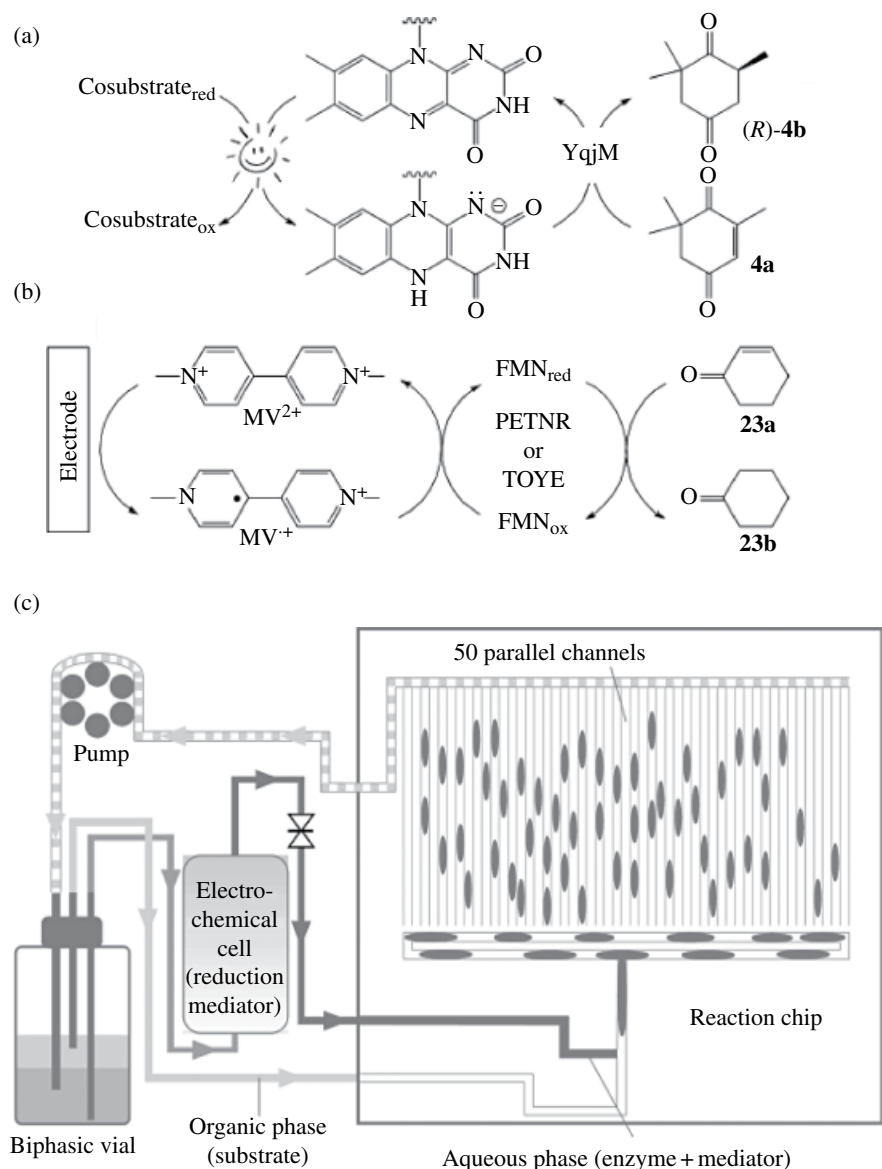 (a)
Cosubstrate_red
Cosubstrate_ox
N
N
O
NH
N
O
YqjM
O
O
(R)-4b
N
N̈
⊖
O
NH
N
H
O
O
O
4a
(b)
Electrode
N⁺
N⁺
MV²⁺
N
•
N⁺
MV·⁺
FMN_red
PETNR
or
TOYE
FMN_ox
O
23a
O
23b
(c)
50 parallel channels
Pump
Electro-
chemical
cell
(reduction
mediator)
Reaction chip
Biphasic vial
Organic phase
(substrate)
Aqueous phase (enzyme + mediator)